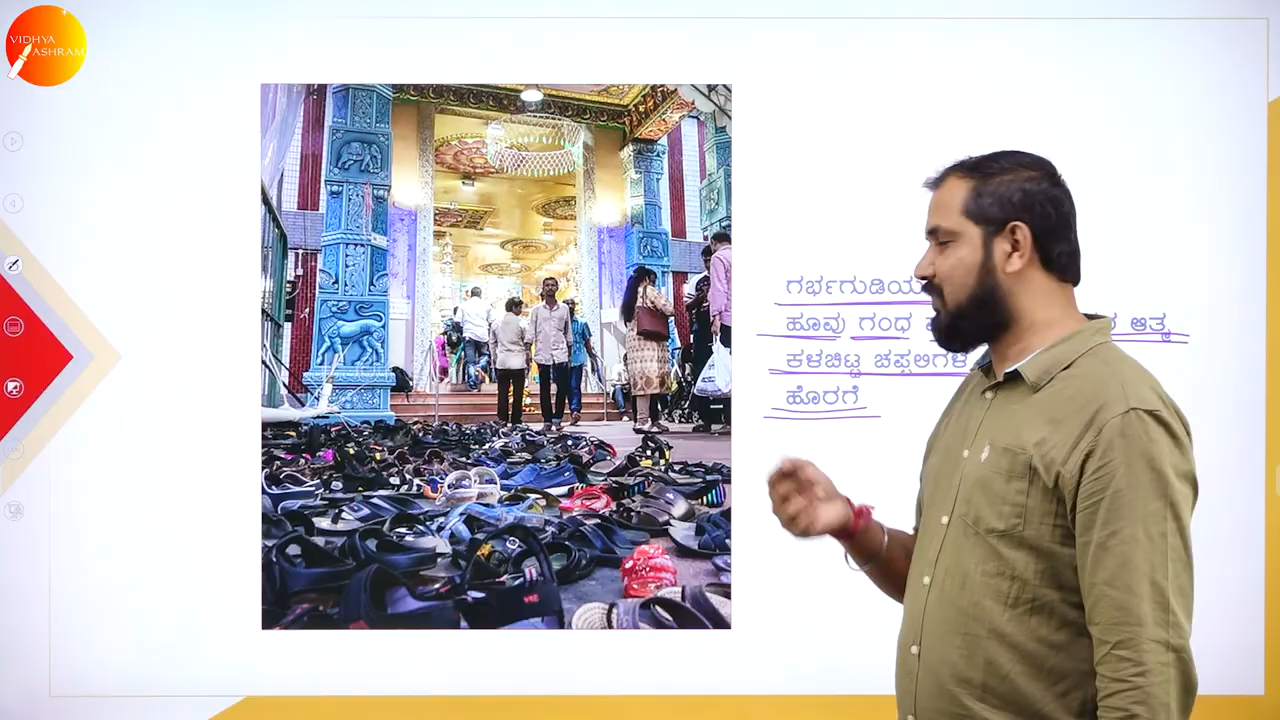 VIDHYA
ASHRAM
ಗರ್ಭಗುಡಿಯ
ಹೂವು ಗಂಧ ಆತ್ಮ
ಕಳಚಿಟ್ಟ ಚಪ್ಪಲಿಗಳ
ಹೊರಗೆ